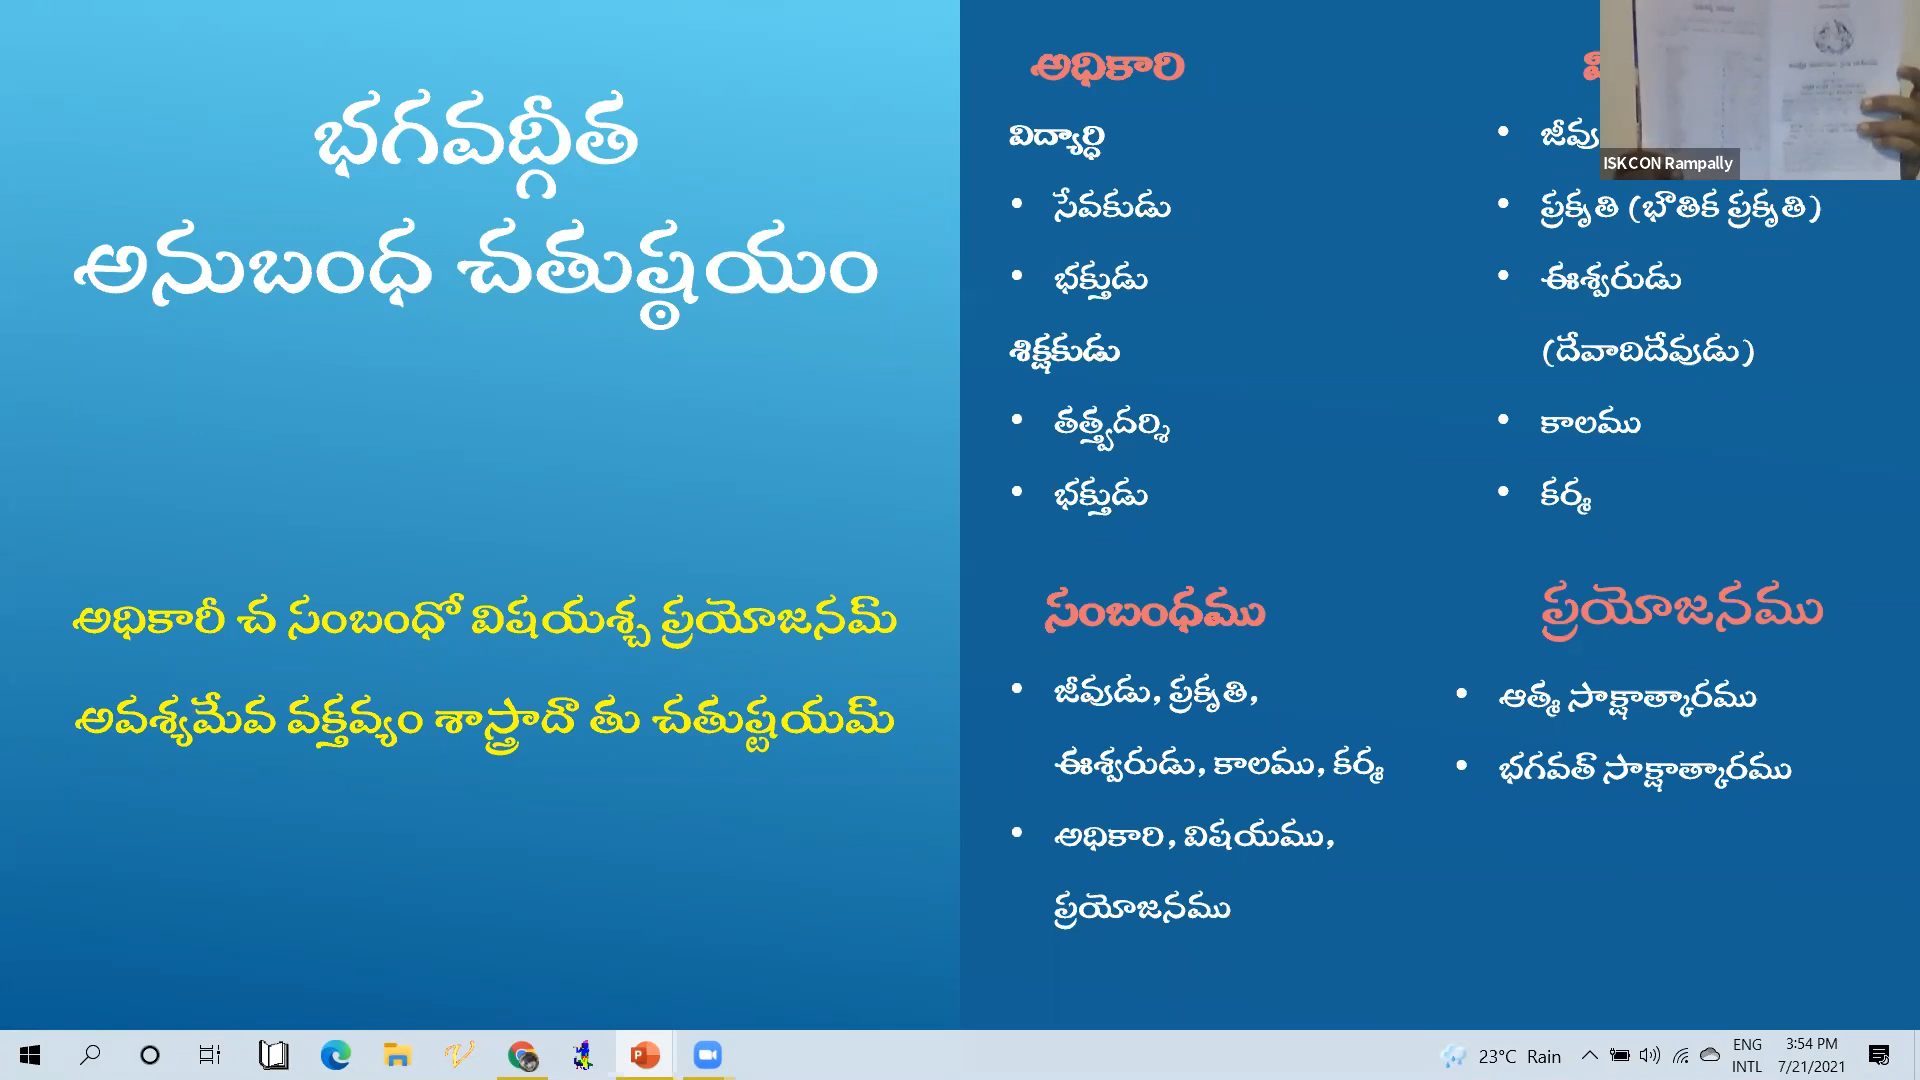 భగవద్గీత
అనుబంధ చతుష్ఠయం
అధికారీ చ సంబంధో విషయశ్చ ప్రయోజనమ్
అవశ్యమేవ వక్తవ్యం శాస్త్రాదౌ తు చతుష్టయమ్
అధికారి
విద్యార్ధి
• సేవకుడు
• భక్తుడు
శిక్షకుడు
• తత్త్వదర్శి
• భక్తుడు
• ప్రకృతి (భౌతిక ప్రకృతి)
• ఈశ్వరుడు
(దేవాదిదేవుడు)
• కాలము
• కర్మ
సంబంధము
• జీవుడు, ప్రకృతి,
ఈశ్వరుడు, కాలము, కర్మ
• అధికారి, విషయము,
ప్రయోజనము
ప్రయోజనము
• ఆత్మ సాక్షాత్కారము
• భగవత్ సాక్షాత్కారము
ISKCON Rampally
23°C Rain
ENG
INTL
3:54 PM
7/21/2021